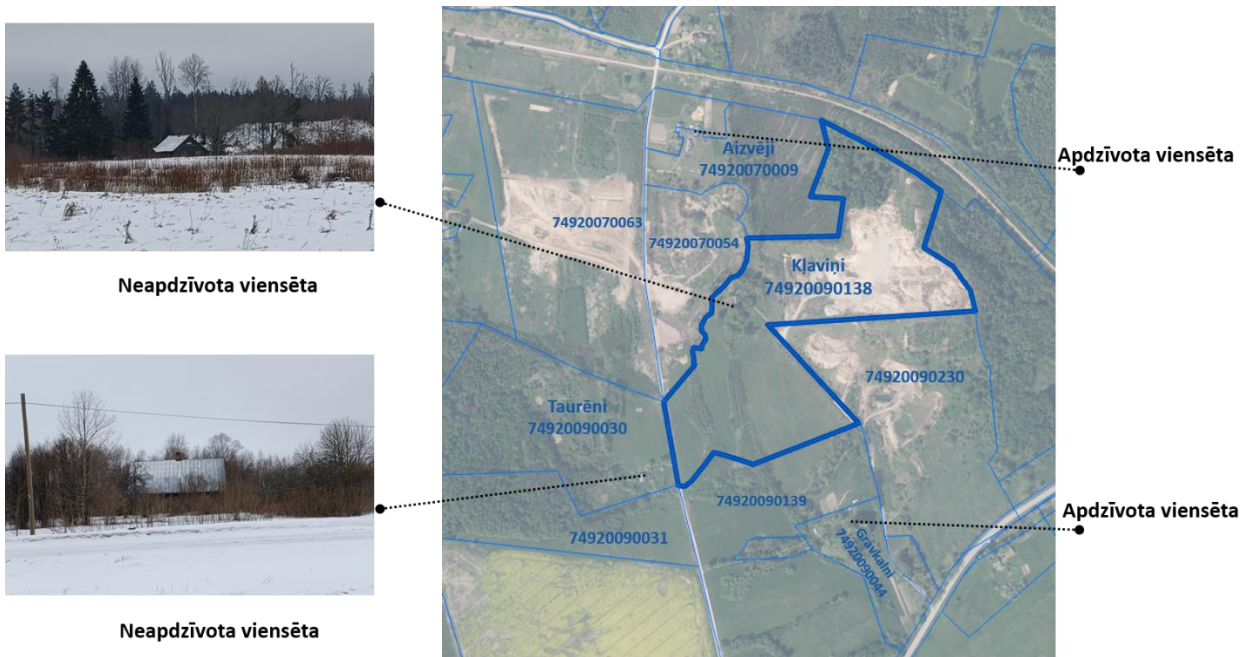 Neapdzīvota viensēta
Neapdzīvota viensēta
Aizvēji
74920070009
74920070063
74920070054
Kļaviņi
74920090138
74920090230
Taurēni
74920090030
74920090139
74920090031
Gravkalni
74920090044
Apdzīvota viensēta
Apdzīvota viensēta